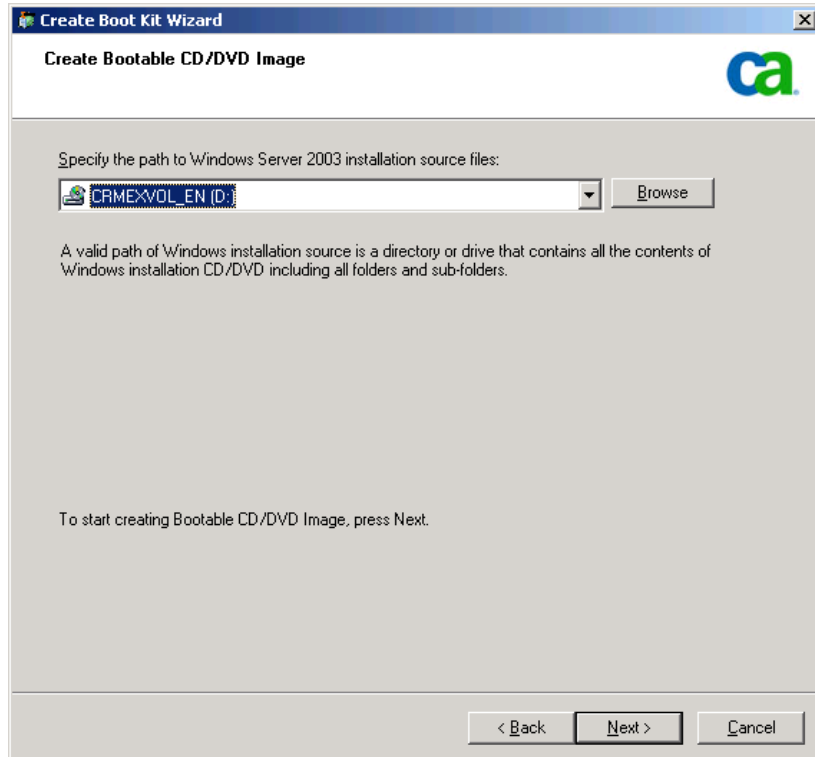 Create Boot Kit Wizard
Create Bootable CD/DVD Image
ca
Specify the path to Windows Server 2003 installation source files:
CRMEXVOL_EN (D:)
Browse
A valid path of Windows installation source is a directory or drive that contains all the contents of
Windows installation CD/DVD including all folders and sub-folders.
To start creating Bootable CD/DVD Image, press Next.
< Back
Next >
Cancel